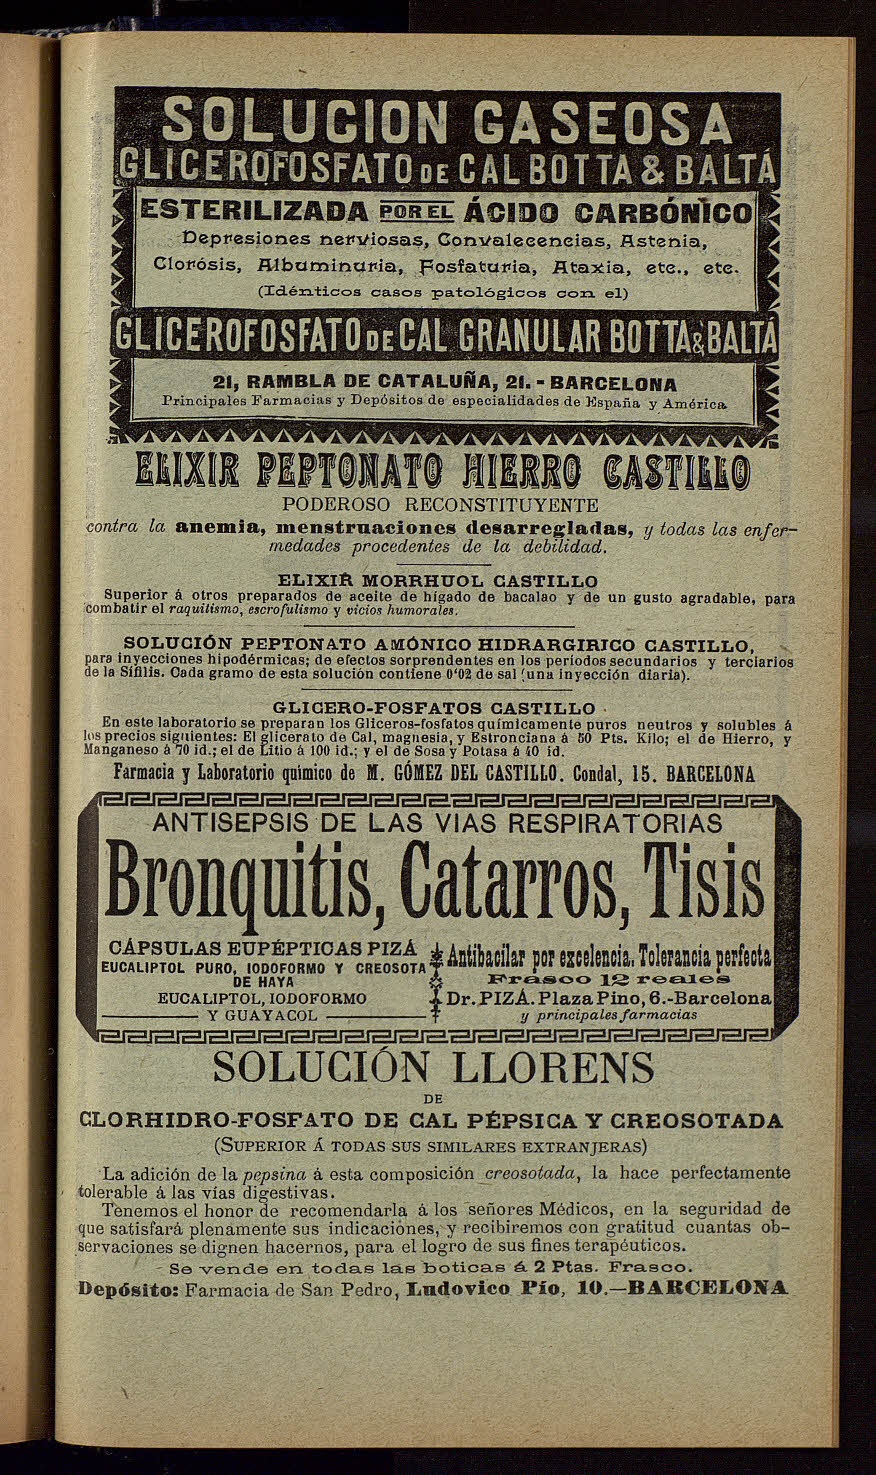 SOLUCION GASEOSA
GLICEROFOSFATO DE CAL BOTTA & BALTÁ
ESTERILIZADA POR EL ÁCIDO CARBÓNICO
Depresiones nerviosas, Convalecencias, Astenia,
Clorósis, Albuminuria, Fosfaturia, Ataxia, etc., etc.
(Idénticos casos patológicos con el)
GLICEROFOSFATO DE CAL GRANULAR BOTTA & BALTÁ
21, RAMBLA DE CATALUÑA, 21. - BARCELONA
Principales Farmacias y Depósitos de especialidades de España y América
ELIXIR PEPTONATO HIERRO CASTILLO
PODEROSO RECONSTITUYENTE
contra la anemia, menstruaciones desarregladas, y todas las enfer-
medades procedentes de la debilidad.
ELIXIR MORRHUOL CASTILLO
Superior á otros preparados de aceite de hígado de bacalao y de un gusto agradable, para
combatir el raquitismo, escrofulismo y vicios humorales.
SOLUCIÓN PEPTONATO AMÓNICO HIDRARGIRICO CASTILLO,
para inyecciones hipodérmicas; de efectos sorprendentes en los períodos secundarios y terciarios
de la Sífilis. Cada gramo de esta solución contiene 0'02 de sal (una inyección diaria).
GLICERO-FOSFATOS CASTILLO
En este laboratorio se preparan los Gliceros-fosfatos químicamente puros neutros y solubles á
los precios siguientes: El glicerato de Cal, magnesia, y Estronciana á 50 Pts. Kilo; el de Hierro, y
Manganeso á 70 id.; el de Litio á 100 id.; y el de Sosa y Potasa á 40 id.
Farmacia y Laboratorio químico de M. GÓMEZ DEL CASTILLO. Condal, 15. BARCELONA
ANTISEPSIS DE LAS VIAS RESPIRATORIAS
Bronquitis, Catarros, Tisis
CÁPSULAS EUPÉPTICAS PIZÁ
EUCALIPTOL PURO, IODOFORMO Y CREOSOTA
DE HAYA
EUCALIPTOL, IODOFORMO
Y GUAYACOL
Antibacilar por excelencia. Tolerancia perfecta
Frasco 12 reales
Dr. PIZÁ. Plaza Pino, 6.-Barcelona
y principales farmacias
SOLUCIÓN LLORENS
DE
CLORHIDRO-FOSFATO DE CAL PÉPSICA Y CREOSOTADA
(SUPERIOR Á TODAS SUS SIMILARES EXTRANJERAS)
La adición de la pepsina á esta composición creosotada, la hace perfectamente
tolerable á las vías digestivas.
Tenemos el honor de recomendarla á los señores Médicos, en la seguridad de
que satisfará plenamente sus indicaciónes, y recibiremos con gratitud cuantas ob-
servaciones se dignen hacernos, para el logro de sus fines terapéuticos.
Se vende en todas las boticas á 2 Ptas. Frasco.
Depósito: Farmacia de San Pedro, Ludovico Pío, 10.—BARCELONA